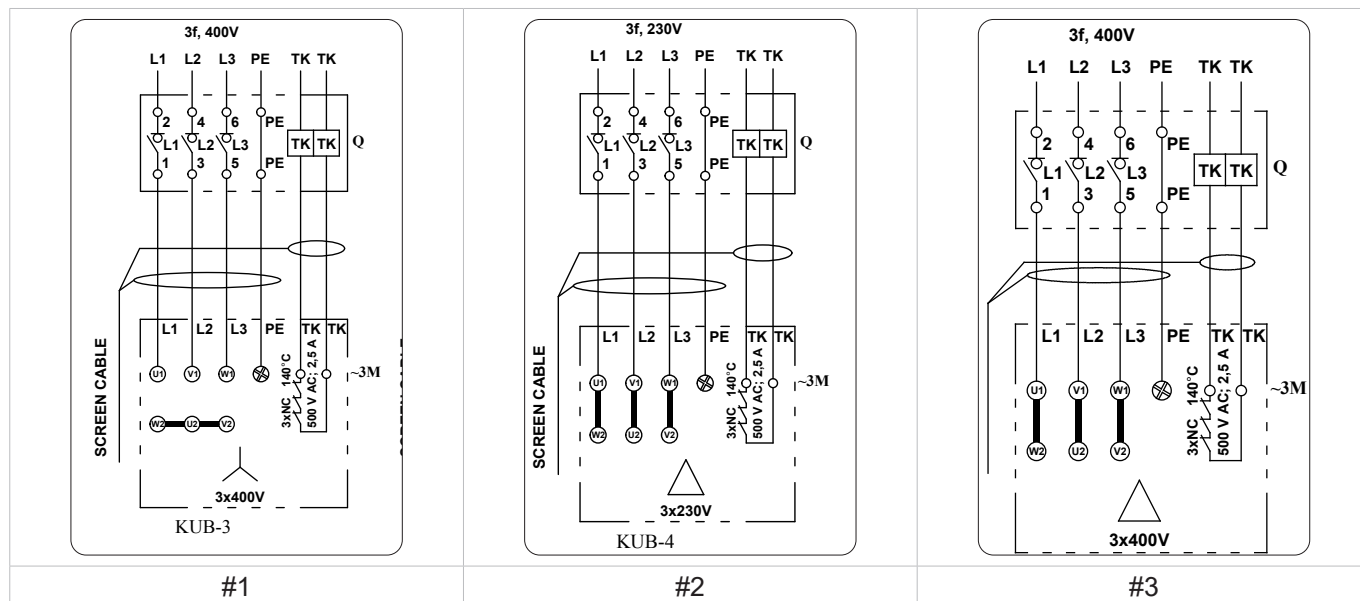 3f, 400V
L1 L2 L3 PE TK TK
2 4 6 PE
L1 L2 L3 TK TK Q
1 3 5 PE
SCREEN CABLE
L1 L2 L3 PE TK TK
U1 V1 W1
3xNC 140°C
500 V AC; 2,5 A
~3M
W2 U2 V2
3x400V
KUB-3
#1
3f, 230V
L1 L2 L3 PE TK TK
2 4 6 PE
L1 L2 L3 TK TK Q
1 3 5 PE
SCREEN CABLE
L1 L2 L3 PE TK TK
U1 V1 W1
3xNC 140°C
500 V AC; 2,5 A
~3M
W2 U2 V2
3x230V
KUB-4
#2
3f, 400V
L1 L2 L3 PE TK TK
2 4 6 PE
L1 L2 L3 TK TK Q
1 3 5 PE
L1 L2 L3 PE TK TK
U1 V1 W1
3xNC 140°C
500 V AC; 2,5 A
~3M
W2 U2 V2
3x400V
#3